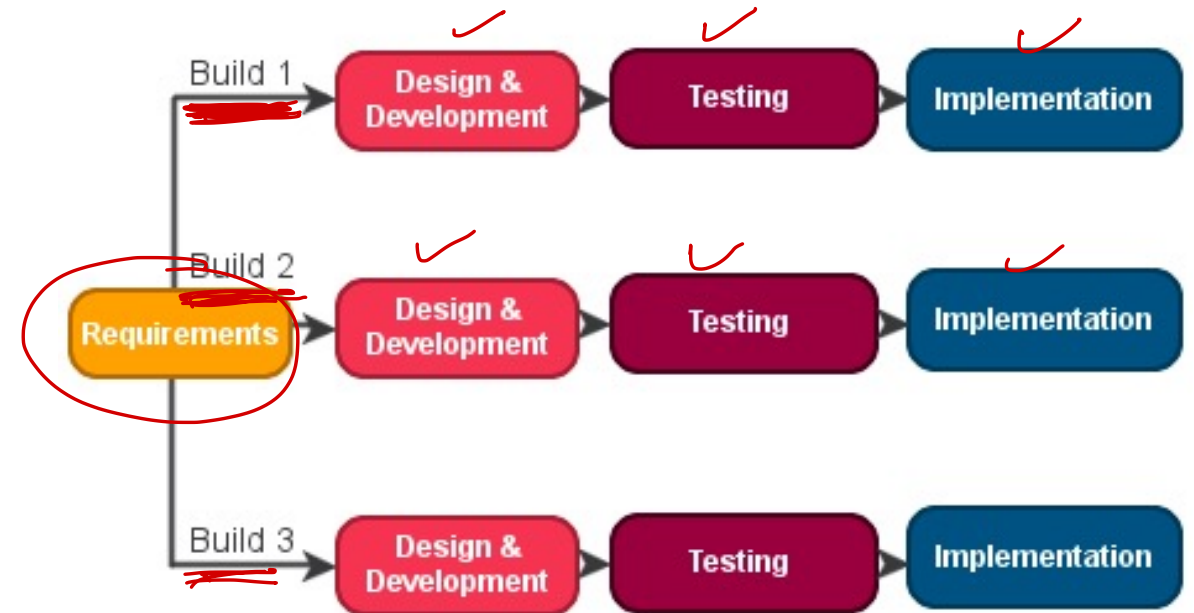 Build 1
Design &
Development
Testing
Implementation
Build 2
Requirements
Design &
Development
Testing
Implementation
Build 3
Design &
Development
Testing
Implementation